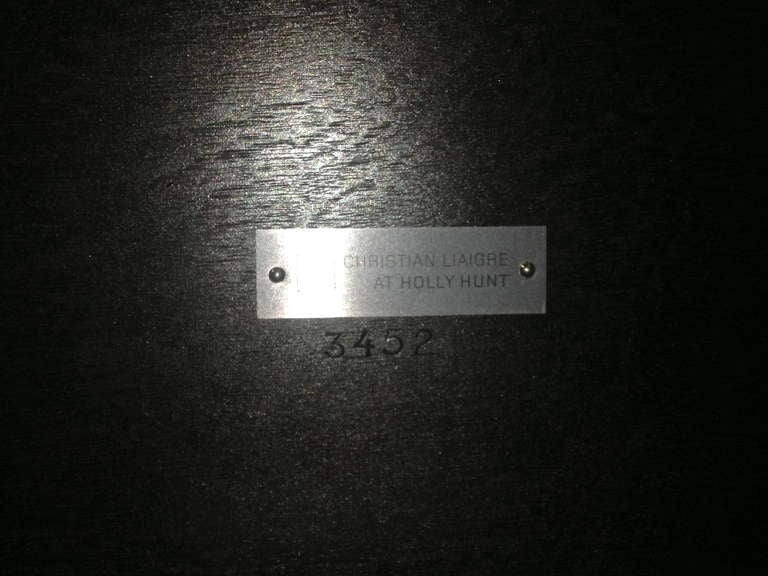 CHRISTIAN LIAIGRE
AT HOLLY HUNT
3452